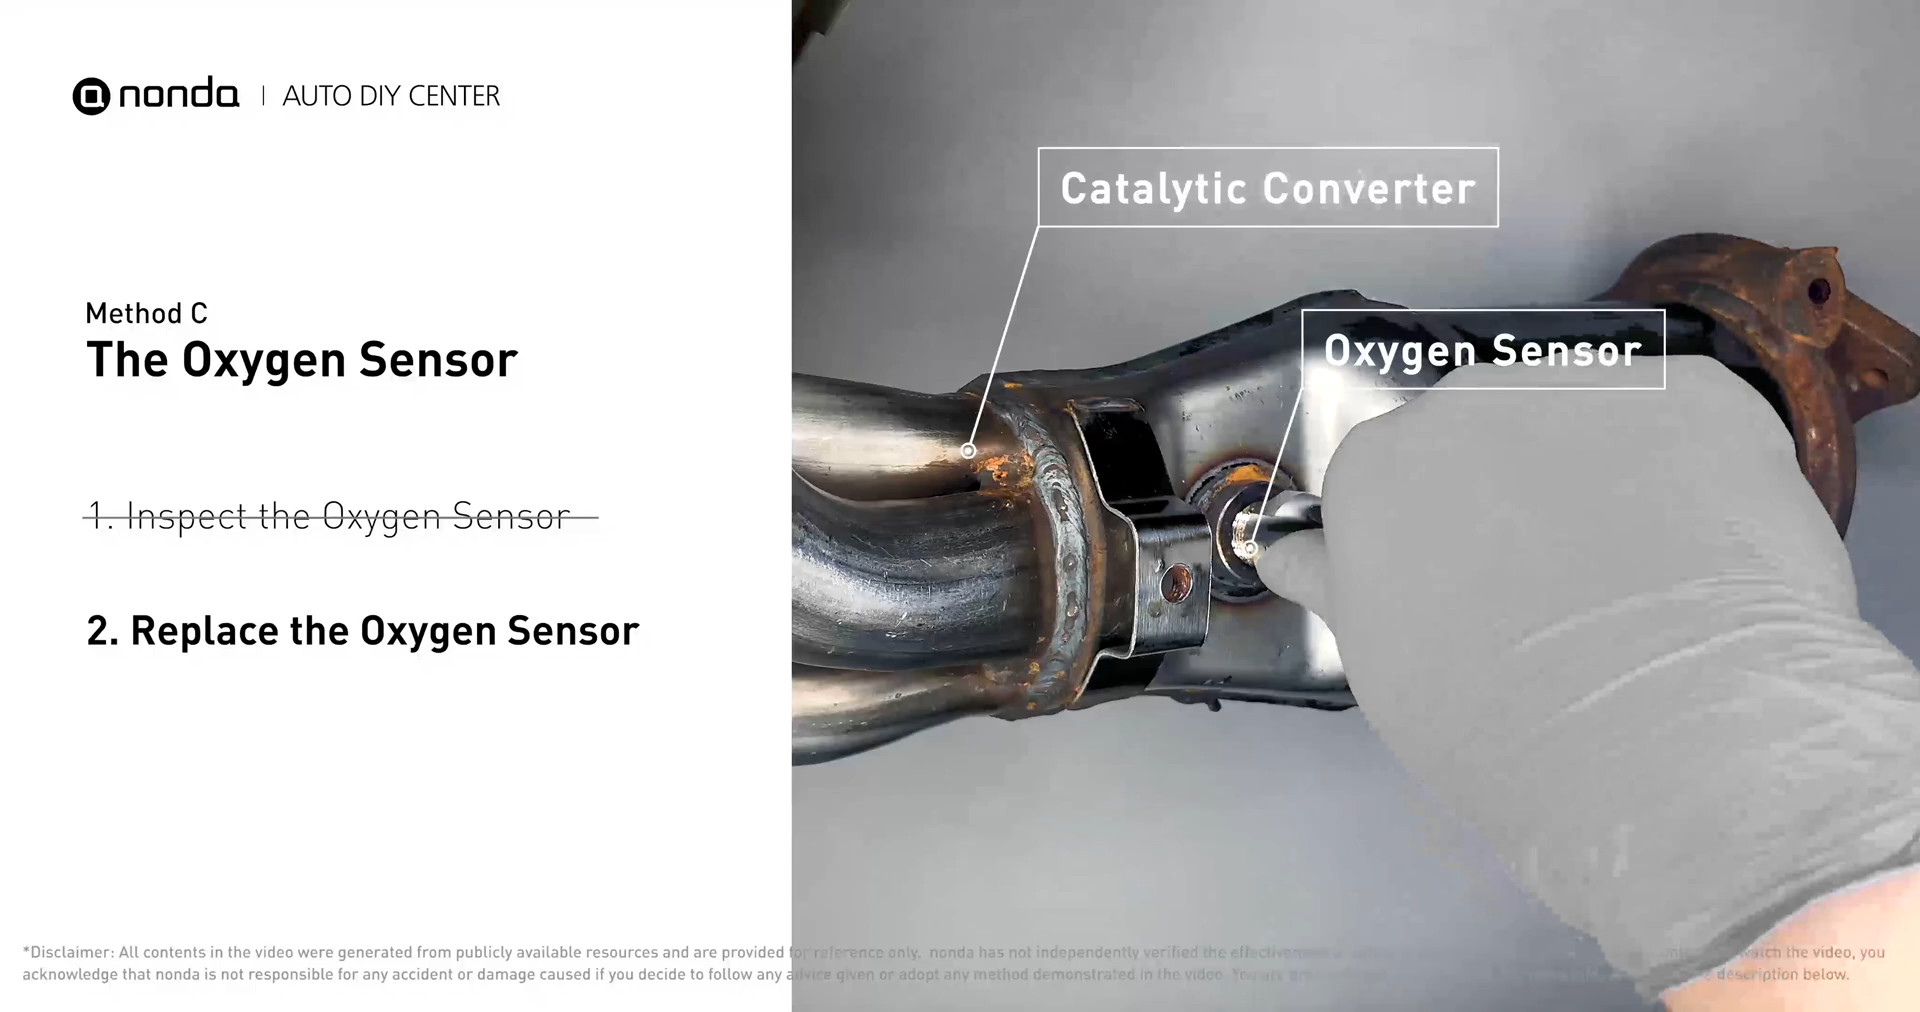 nonda | AUTO DIY CENTER
Catalytic Converter
Method C
The Oxygen Sensor
Oxygen Sensor
1. Inspect the Oxygen Sensor
2. Replace the Oxygen Sensor
*Disclaimer: All contents in the video were generated from publicly available resources and are provided for reference only. nonda has not independently verified the watch the video, you
acknowledge that nonda is not responsible for any accident or damage caused if you decide to follow any advice given or adopt any method demonstrated in the video. You are description below.